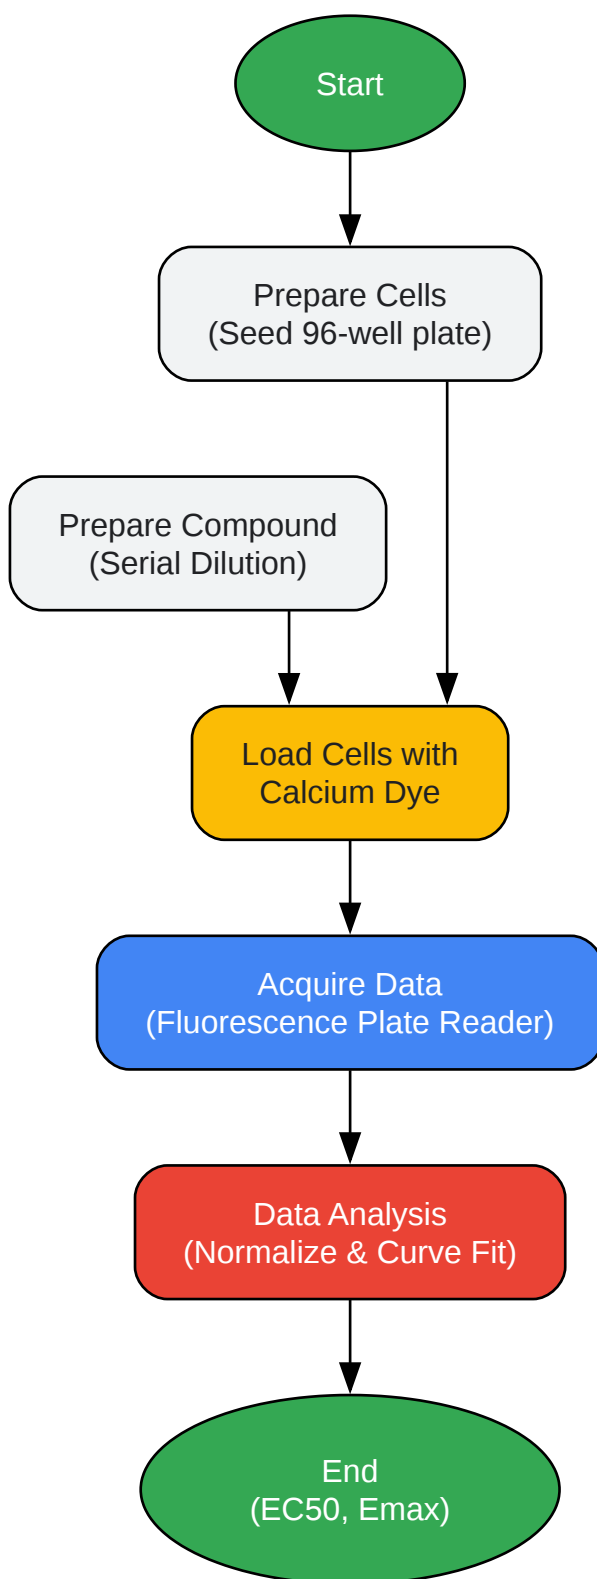 Start
Prepare Cells
(Seed 96-well plate)
Prepare Compound
(Serial Dilution)
Load Cells with
Calcium Dye
Acquire Data
(Fluorescence Plate Reader)
Data Analysis
(Normalize & Curve Fit)
End
(EC50, Emax)